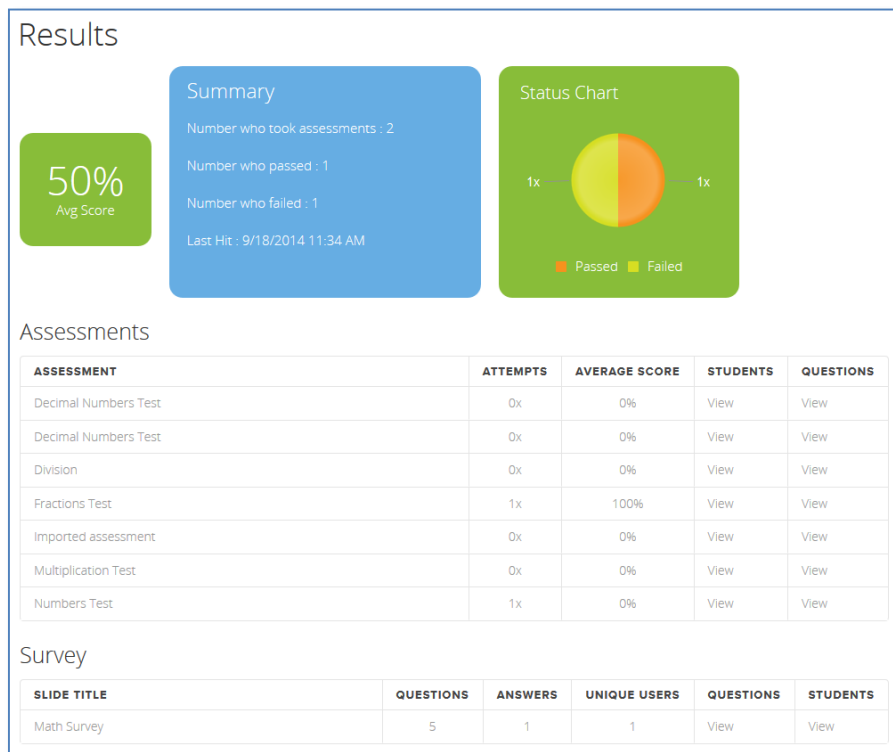 Results
50%
Avg Score
Summary
Number who took assessments : 2
Number who passed : 1
Number who failed : 1
Last Hit : 9/18/2014 11:34 AM
Status Chart
1x 1x
Passed Failed
Assessments
ASSESSMENT ATTEMPTS AVERAGE SCORE STUDENTS QUESTIONS
Decimal Numbers Test 0x 0% View View
Decimal Numbers Test 0x 0% View View
Division 0x 0% View View
Fractions Test 1x 100% View View
Imported assessment 0x 0% View View
Multiplication Test 0x 0% View View
Numbers Test 1x 0% View View
Survey
SLIDE TITLE QUESTIONS ANSWERS UNIQUE USERS QUESTIONS STUDENTS
Math Survey 5 1 1 View View